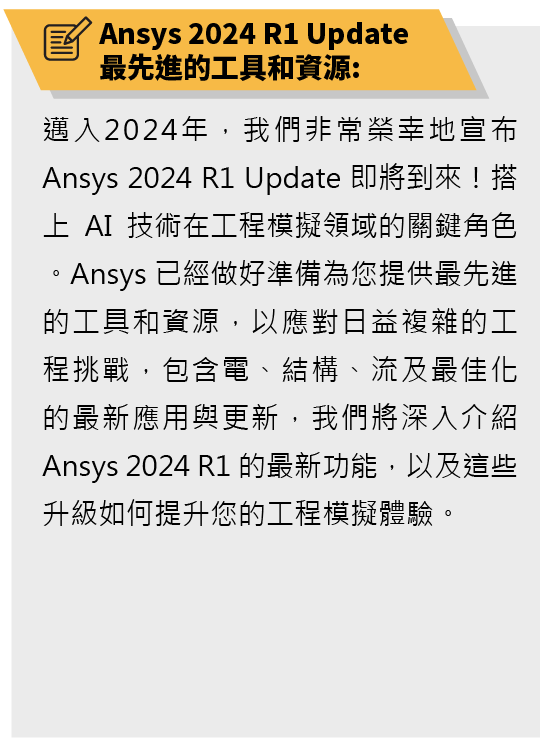 Ansys 2024 R1 Update
最先進的工具和資源:
邁入2024年，我們非常榮幸地宣布
Ansys 2024 R1 Update 即將到來！搭
上 AI 技術在工程模擬領域的關鍵角色
。Ansys 已經做好準備為您提供最先進
的工具和資源，以應對日益複雜的工
程挑戰，包含電、結構、流及最佳化
的最新應用與更新，我們將深入介紹
Ansys 2024 R1 的最新功能，以及這些
升級如何提升您的工程模擬體驗。